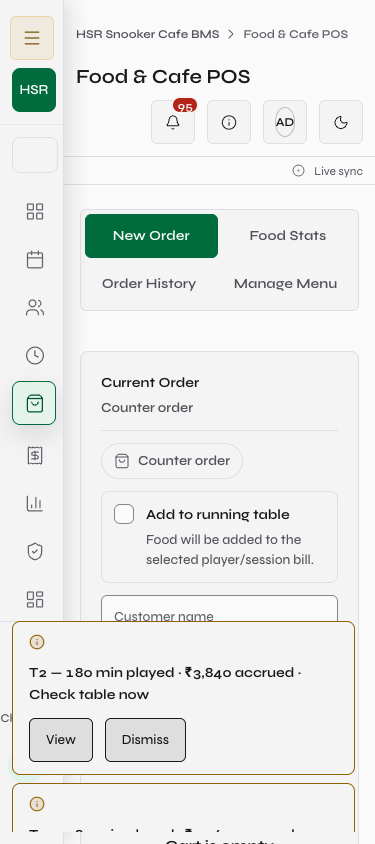 HSR Snooker Cafe BMS > Food & Cafe POS
Food & Cafe POS
95
AD
HSR
Live sync
New Order
Food Stats
Order History
Manage Menu
Current Order
Counter order
Counter order
Add to running table
Food will be added to the
selected player/session bill.
Customer name
T2 — 180 min played · ₹3,840 accrued ·
Check table now
View
Dismiss